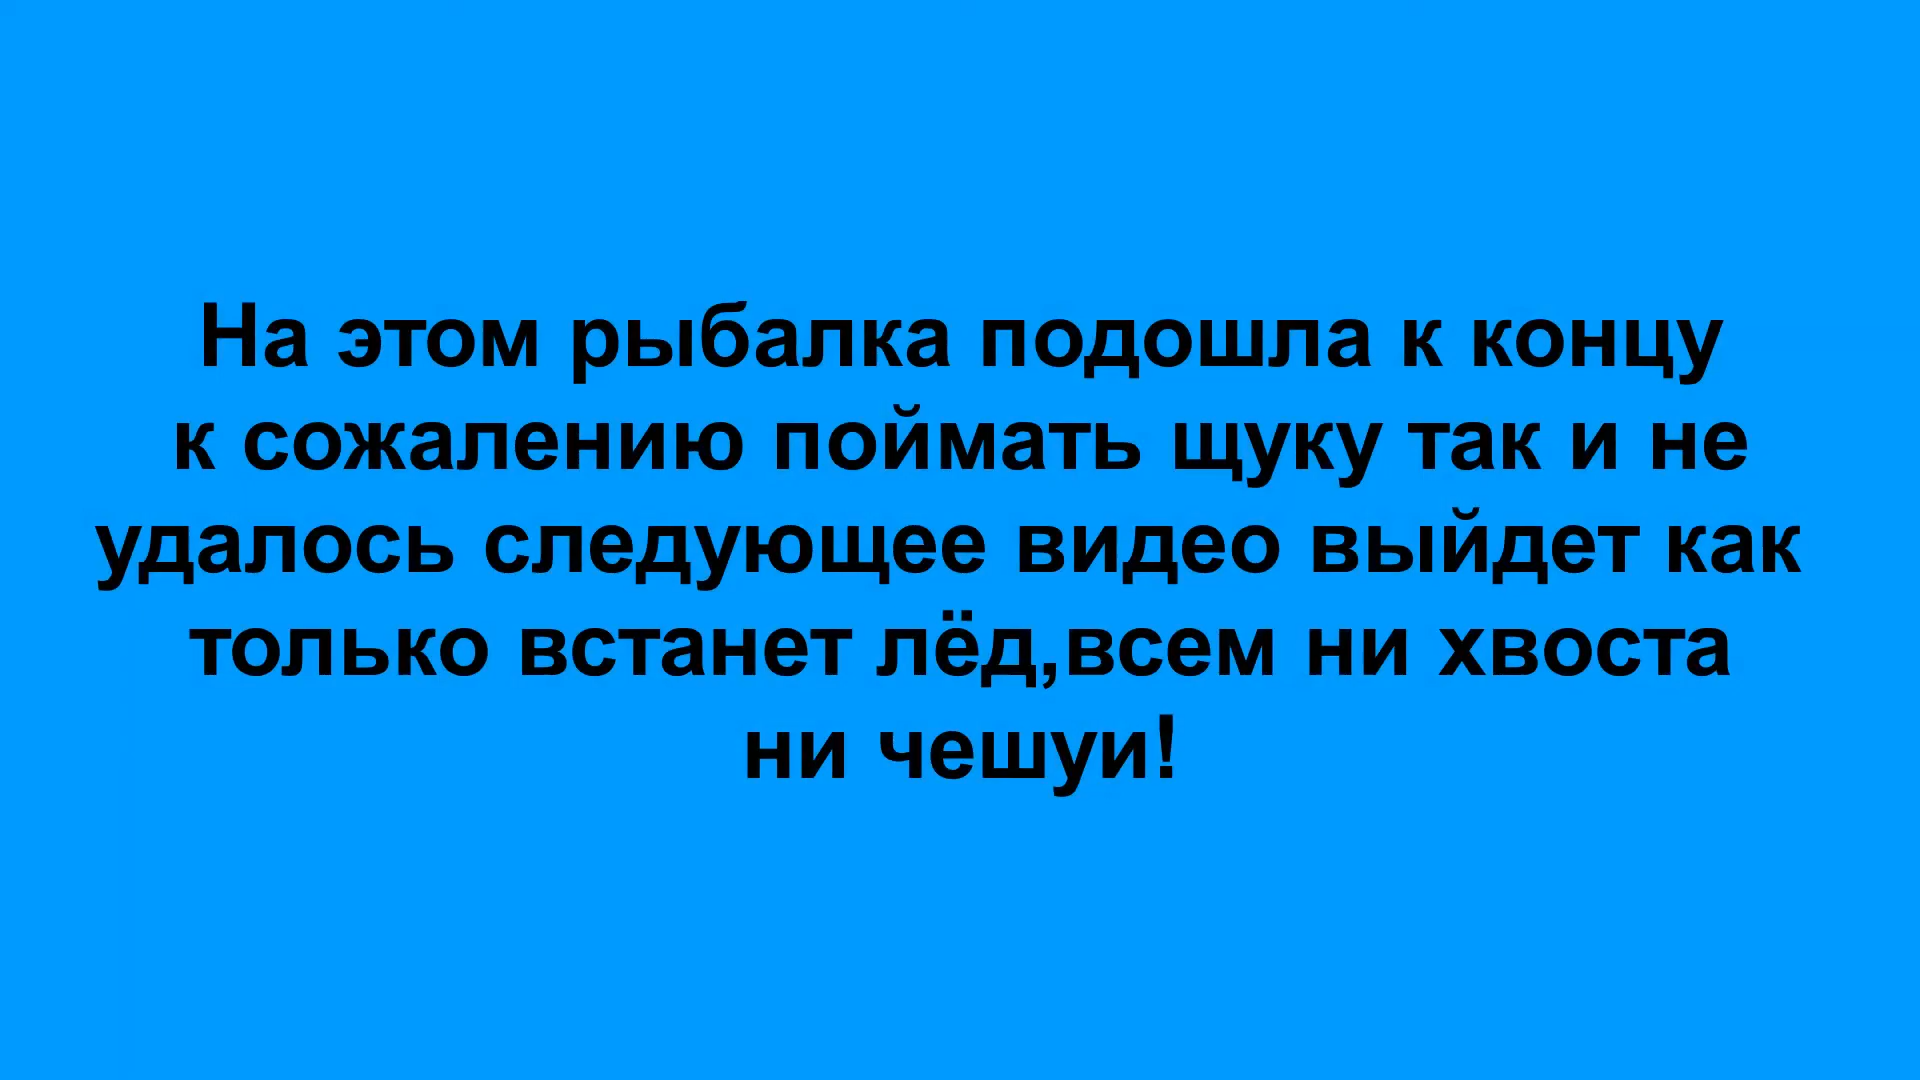 На этом рыбалка подошла к концу
к сожалению поймать щуку так и не
удалось следующее видео выйдет как
только встанет лёд,всем ни хвоста
ни чешуи!